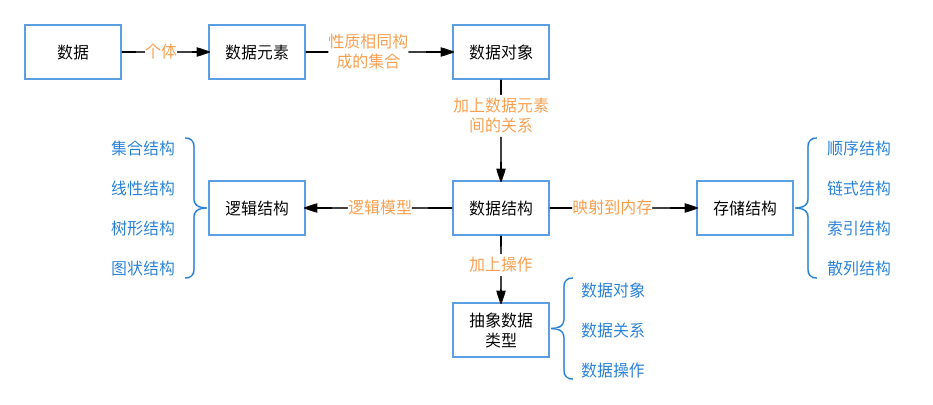 数据
个体
数据元素
性质相同构
成的集合
数据对象
加上数据元素
间的关系
集合结构
线性结构
树形结构
图状结构
逻辑结构
逻辑模型
数据结构
映射到内存
存储结构
顺序结构
链式结构
索引结构
散列结构
加上操作
抽象数据
类型
数据对象
数据关系
数据操作